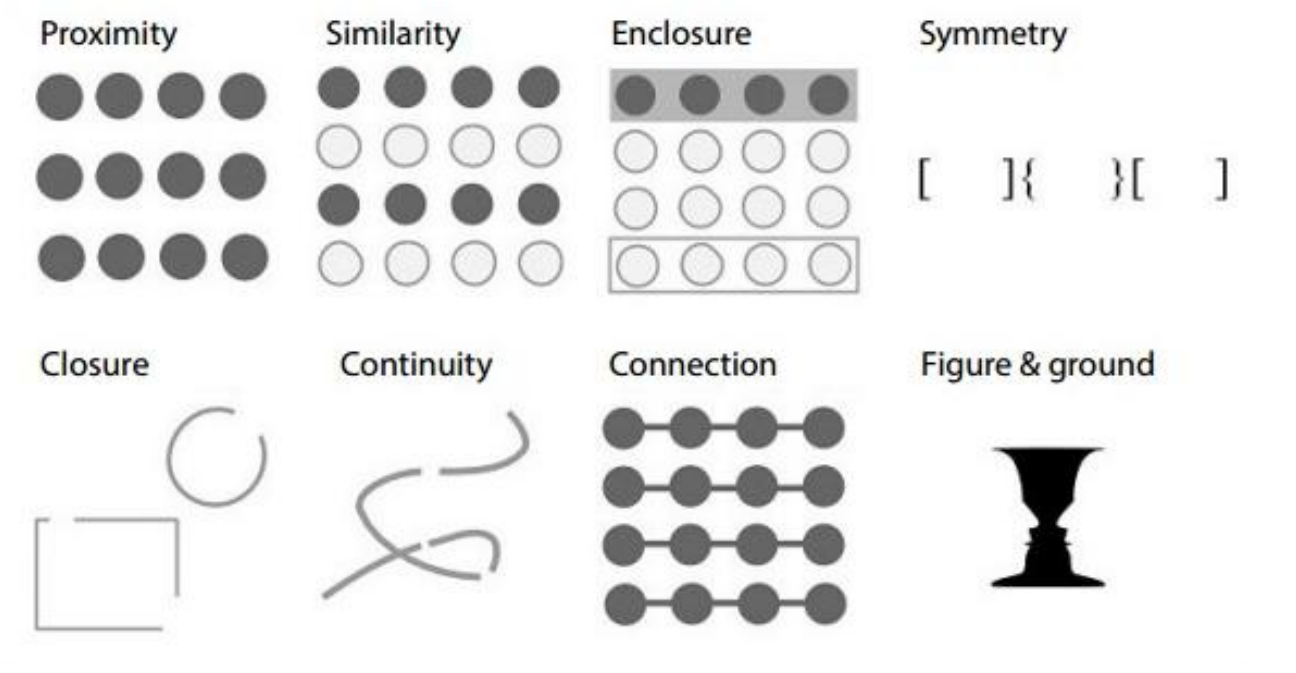 Proximity
Similarity
Enclosure
Symmetry
[ ]{ }[ ]
Closure
Continuity
Connection
Figure & ground